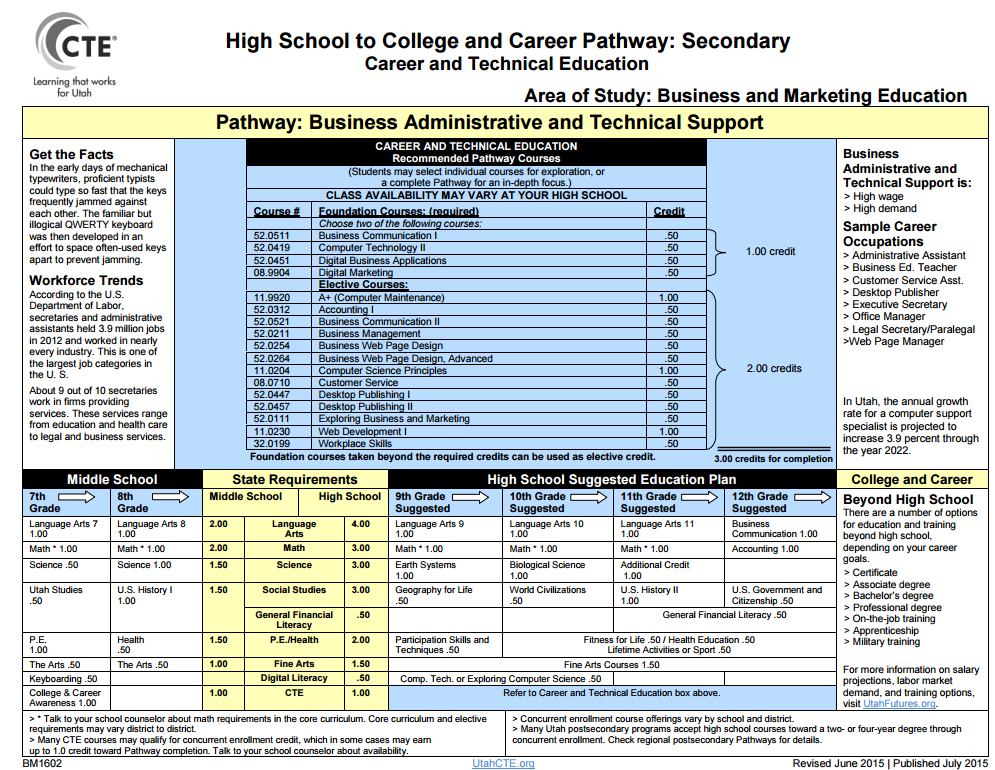 CTE®
Learning that works
for Utah
High School to College and Career Pathway: Secondary
Career and Technical Education
Area of Study: Business and Marketing Education
Pathway: Business Administrative and Technical Support
Get the Facts
In the early days of mechanical
typewriters, proficient typists
could type so fast that the keys
frequently jammed against
each other. The familiar but
illogical QWERTY keyboard
was then developed in an
effort to space often-used keys
apart to prevent jamming.
Workforce Trends
According to the U.S.
Department of Labor,
secretaries and administrative
assistants held 3.9 million jobs
in 2012 and worked in nearly
every industry. This is one of
the largest job categories in
the U. S.
About 9 out of 10 secretaries
work in firms providing
services. These services range
from education and health care
to legal and business services.
CAREER AND TECHNICAL EDUCATION
Recommended Pathway Courses
(Students may select individual courses for exploration, or
a complete Pathway for an in-depth focus.)
CLASS AVAILABILITY MAY VARY AT YOUR HIGH SCHOOL
Course # Foundation Courses: (required) Credit
Choose two of the following courses:
52.0511 Business Communication I .50
52.0419 Computer Technology II .50
52.0451 Digital Business Applications .50
08.9904 Digital Marketing .50
1.00 credit
Elective Courses:
11.9920 A+ (Computer Maintenance) 1.00
52.0312 Accounting I .50
52.0521 Business Communication II .50
52.0211 Business Management .50
52.0254 Business Web Page Design .50
52.0264 Business Web Page Design, Advanced .50
11.0204 Computer Science Principles 1.00
08.0710 Customer Service .50
52.0447 Desktop Publishing I .50
52.0457 Desktop Publishing II .50
52.0111 Exploring Business and Marketing .50
11.0230 Web Development I 1.00
32.0199 Workplace Skills .50
2.00 credits
Foundation courses taken beyond the required credits can be used as elective credit.
3.00 credits for completion
Business
Administrative and
Technical Support is:
> High wage
> High demand
Sample Career
Occupations
> Administrative Assistant
> Business Ed. Teacher
> Customer Service Asst.
> Desktop Publisher
> Executive Secretary
> Office Manager
> Legal Secretary/Paralegal
>Web Page Manager
In Utah, the annual growth
rate for a computer support
specialist is projected to
increase 3.9 percent through
the year 2022.
Middle School State Requirements High School Suggested Education Plan College and Career
7th Grade 8th Grade Middle School High School 9th Grade Suggested 10th Grade Suggested 11th Grade Suggested 12th Grade Suggested
Language Arts 7 1.00 Language Arts 8 1.00 2.00 Language Arts 4.00 Language Arts 9 1.00 Language Arts 10 1.00 Language Arts 11 1.00 Business Communication 1.00
Math * 1.00 Math * 1.00 2.00 Math 3.00 Math * 1.00 Math * 1.00 Math * 1.00 Accounting 1.00
Science .50 Science 1.00 1.50 Science 3.00 Earth Systems 1.00 Biological Science 1.00 Additional Credit 1.00
Utah Studies .50 U.S. History I 1.00 1.50 Social Studies 3.00 Geography for Life .50 World Civilizations .50 U.S. History II 1.00 U.S. Government and Citizenship .50
General Financial Literacy .50 General Financial Literacy .50
P.E. 1.00 Health .50 1.50 P.E./Health 2.00 Participation Skills and Techniques .50 Fitness for Life .50 / Health Education .50 Lifetime Activities or Sport .50
The Arts .50 The Arts .50 1.00 Fine Arts 1.50 Fine Arts Courses 1.50
Keyboarding .50 Digital Literacy .50 Comp. Tech. or Exploring Computer Science .50
College & Career Awareness 1.00 1.00 CTE 1.00 Refer to Career and Technical Education box above.
Beyond High School
There are a number of options
for education and training
beyond high school,
depending on your career
goals.
> Certificate
> Associate degree
> Bachelor's degree
> Professional degree
> On-the-job training
> Apprenticeship
> Military training
For more information on salary
projections, labor market
demand, and training options,
visit UtahFutures.org.
> * Talk to your school counselor about math requirements in the core curriculum. Core curriculum and elective
requirements may vary district to district.
> Many CTE courses may qualify for concurrent enrollment credit, which in some cases may earn
up to 1.0 credit toward Pathway completion. Talk to your school counselor about availability.
> Concurrent enrollment course offerings vary by school and district.
> Many Utah postsecondary programs accept high school courses toward a two- or four-year degree through
concurrent enrollment. Check regional postsecondary Pathways for details.
BM1602 UtahCTE.org Revised June 2015 | Published July 2015